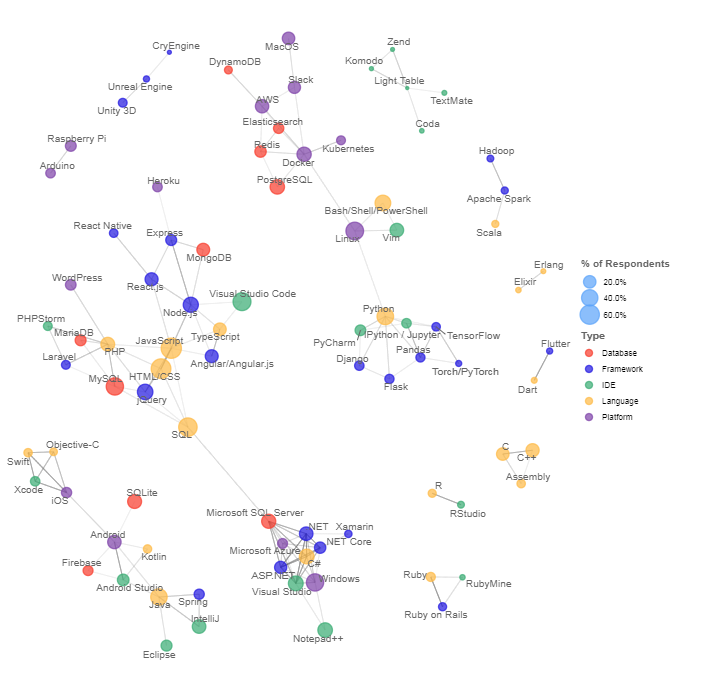 CryEngine
Unreal Engine
Unity 3D
MacOS
DynamoDB
Slack
AWS
Elasticsearch
Redis
Docker
Kubernetes
PostgreSQL
Zend
Komodo
Light Table
TextMate
Coda
Raspberry Pi
Arduino
Hadoop
Apache Spark
Scala
Heroku
React Native
Express
MongoDB
WordPress
React.js
Visual Studio Code
Node.js
PHPStorm
MariaDB
JavaScript
TypeScript
Laravel
PHP
Angular/Angular.js
MySQL
HTML/CSS
jQuery
SQL
Bash/Shell/PowerShell
Linux
Vim
Python
PyCharm
IPython / Jupyter
TensorFlow
Django
Pandas
Torch/PyTorch
Flask
Erlang
Elixir
Flutter
Dart
% of Respondents
20.0%
40.0%
60.0%
Type
Database
Framework
IDE
Language
Platform
Objective-C
Swift
Xcode
iOS
SQLite
Android
Kotlin
Firebase
Android Studio
Java
Spring
IntelliJ
Eclipse
Microsoft SQL Server
.NET
Xamarin
Microsoft Azure
.NET Core
C#
ASP.NET
Windows
Visual Studio
Notepad++
C
C++
Assembly
R
RStudio
Ruby
RubyMine
Ruby on Rails